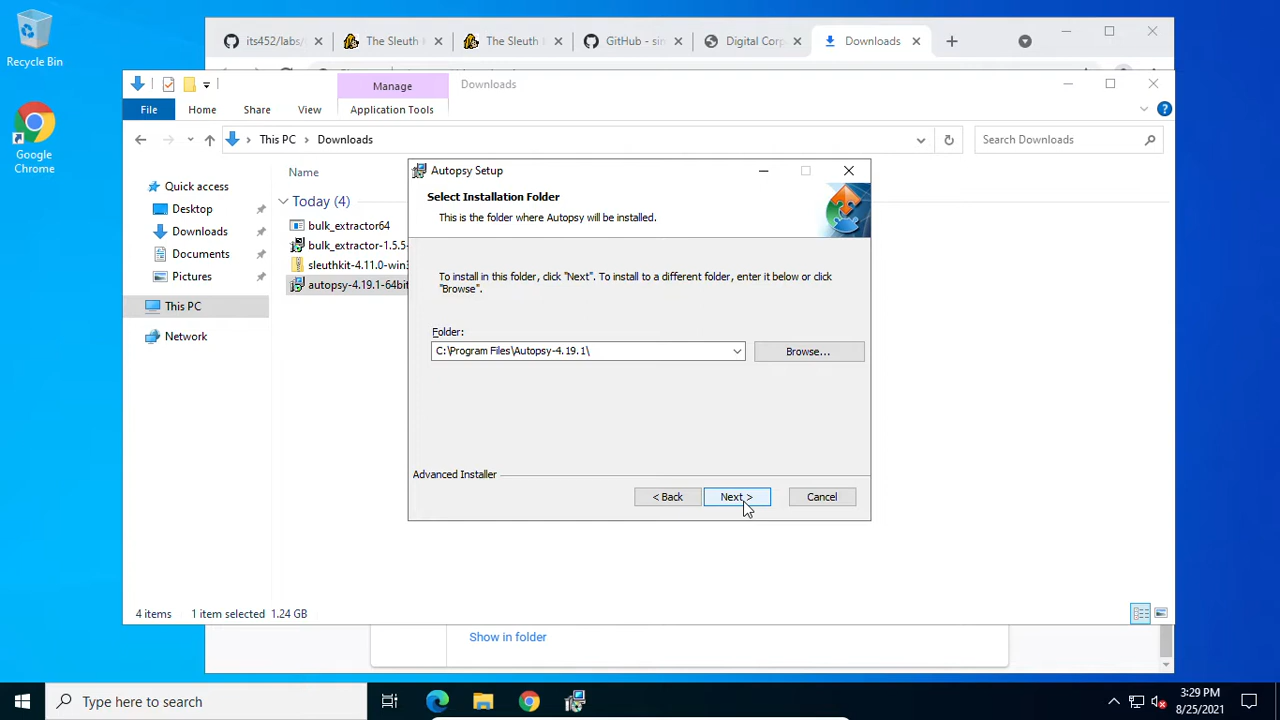 Recycle Bin
Google
Chrome
its452/labs/
The Sleuth
The Sleuth
GitHub - sin
Digital Corp
Downloads
Manage
Downloads
File
Home
Share
View
Application Tools
This PC
Downloads
Search Downloads
Quick access
Desktop
Downloads
Documents
Pictures
This PC
Network
Name
Today (4)
bulk_extractor64
bulk_extractor-1.5.5-
sleuthkit-4.11.0-win3
autopsy-4.19.1-64bit
Autopsy Setup
Select Installation Folder
This is the folder where Autopsy will be installed.
To install in this folder, click "Next". To install to a different folder, enter it below or click
"Browse".
Folder:
C:\Program Files\Autopsy-4.19.1\
Browse...
Advanced Installer
< Back
Next >
Cancel
4 items
1 item selected
1.24 GB
Show in folder
Type here to search
3:29 PM
8/25/2021